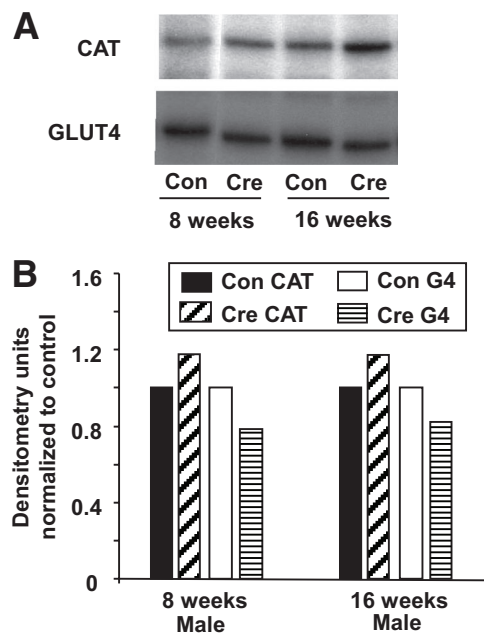 A
CAT
GLUT4
Con Cre Con Cre
8 weeks 16 weeks
B
Densitometry units
normalized to control
1.6
1.2
0.8
0.4
0
Con CAT Con G4
Cre CAT Cre G4
8 weeks 16 weeks
Male Male